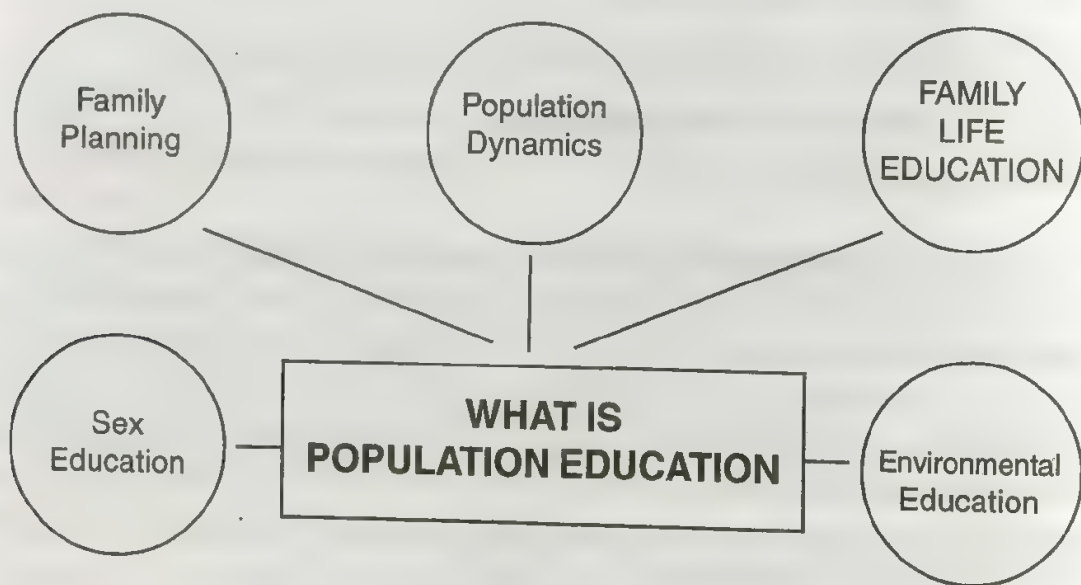 Family
Planning
Population
Dynamics
FAMILY
LIFE
EDUCATION
Sex
Education
WHAT IS
POPULATION EDUCATION
Environmental
Education